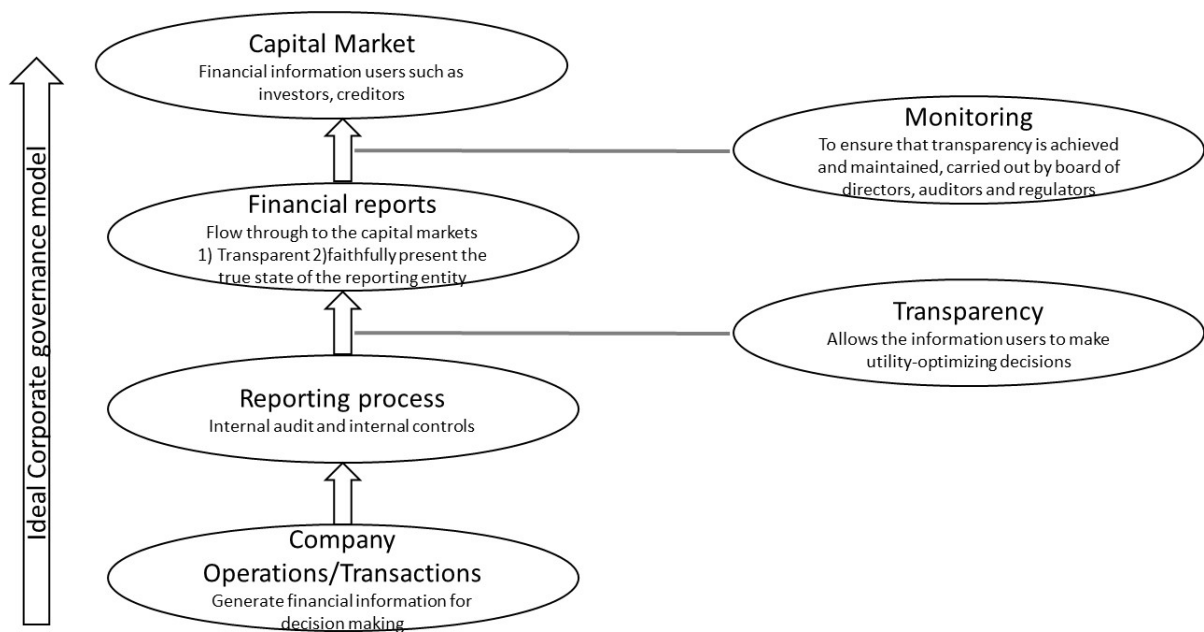 Capital Market
Financial information users such as
investors, creditors
Monitoring
To ensure that transparency is achieved
and maintained, carried out by board of
directors, auditors and regulators
Financial reports
Flow through to the capital markets
1) Transparent 2)faithfully present the
true state of the reporting entity
Transparency
Allows the information users to make
utility-optimizing decisions
Reporting process
Internal audit and internal controls
Company
Operations/Transactions
Generate financial information for
decision making
Ideal Corporate governance model